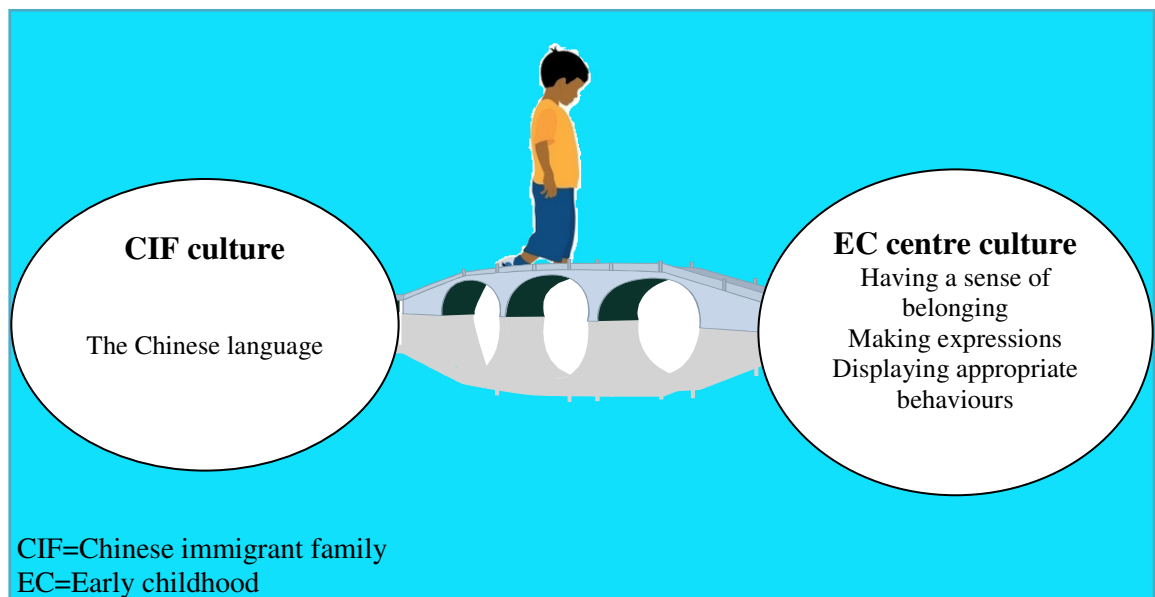 CIF culture
The Chinese language
EC centre culture
Having a sense of
belonging
Making expressions
Displaying appropriate
behaviours
CIF=Chinese immigrant family
EC=Early childhood